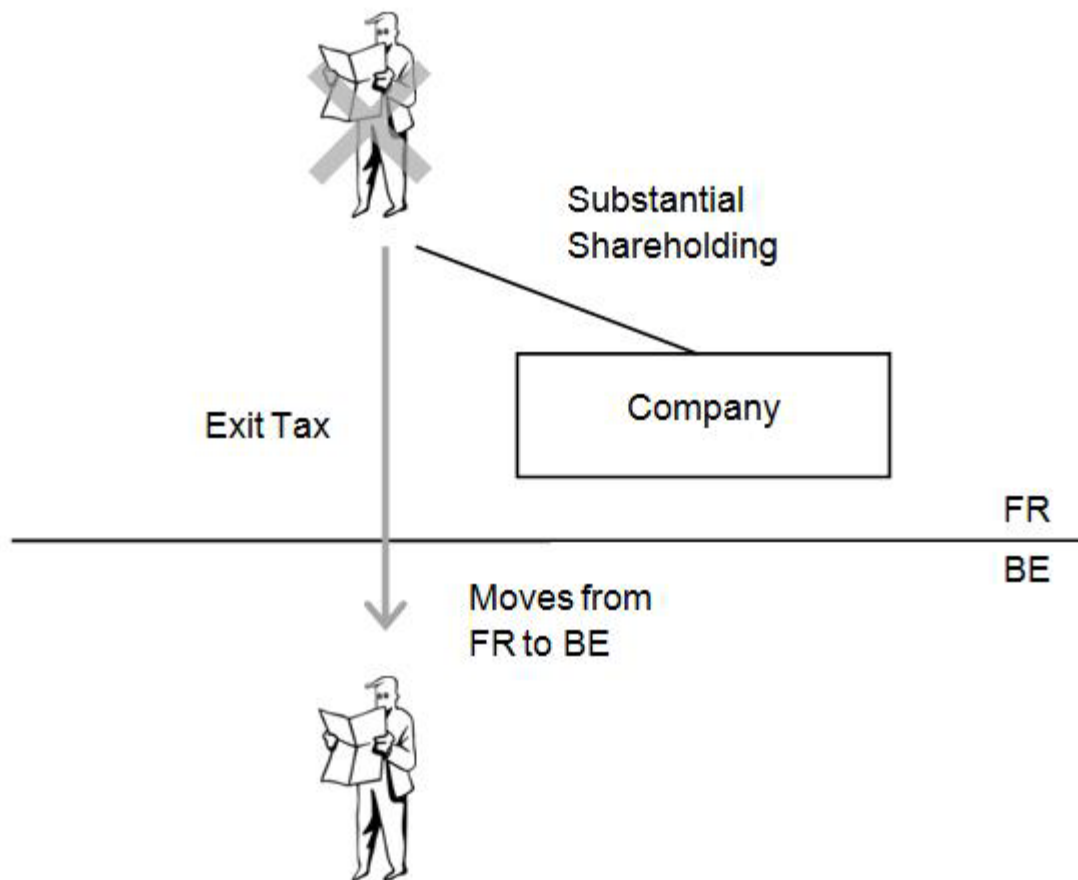 Substantial
Shareholding
Company
Exit Tax
FR
BE
Moves from
FR to BE